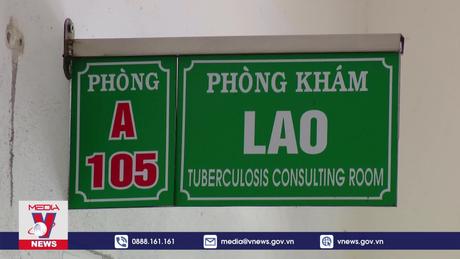 PHÒNG
A
105
PHÒNG KHÁM
LAO
TUBERCULOSIS CONSULTING ROOM
MEDIA
NEWS
0888.161.161
media@vnews.gov.vn
vnews.gov.vn